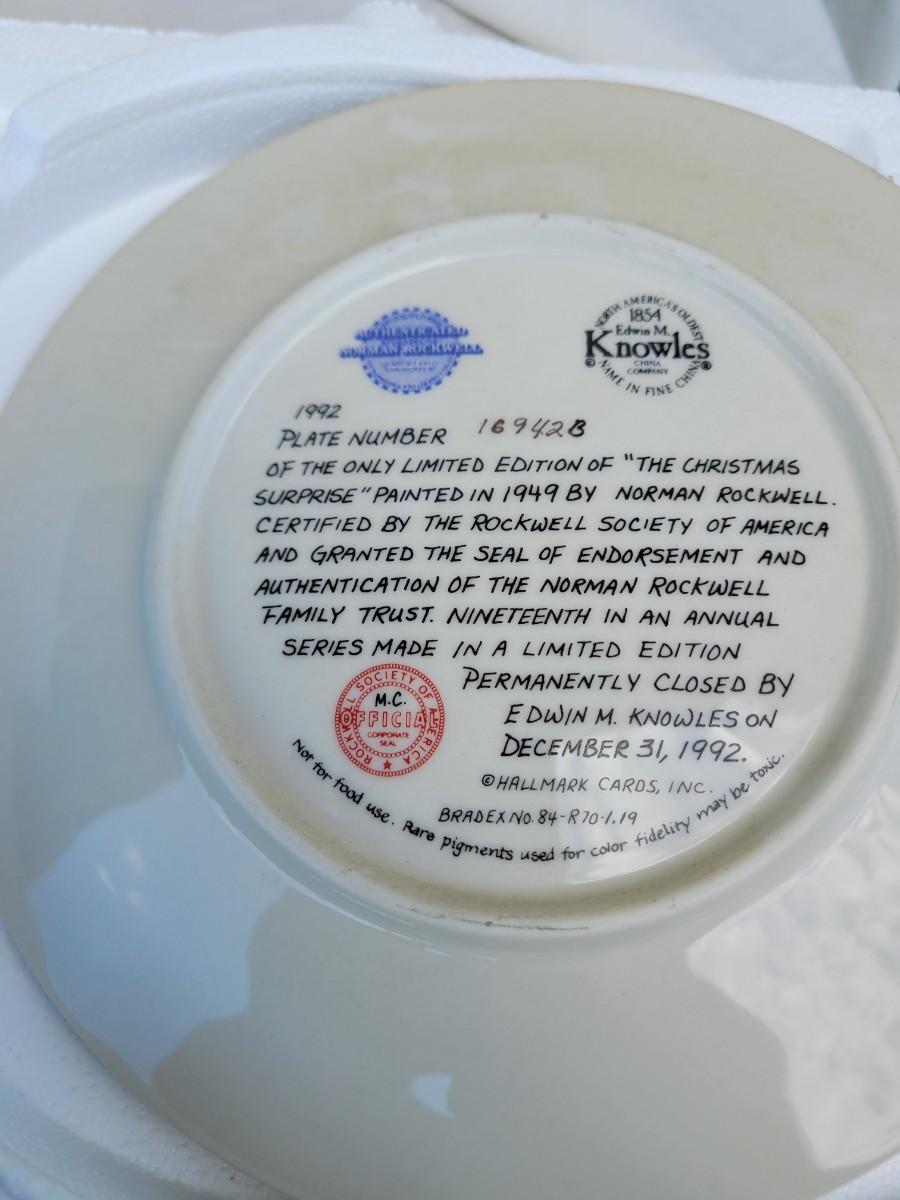 AUTHENTICATED
NORMAN ROCKWELL
NORTH AMERICA'S OLDEST
1854
Edwin M.
Knowles
©
®
CHINA
COMPANY
NAME IN FINE CHINA
1992
PLATE NUMBER 16942B
OF THE ONLY LIMITED EDITION OF "THE CHRISTMAS
SURPRISE" PAINTED IN 1949 BY NORMAN ROCKWELL.
CERTIFIED BY THE ROCKWELL SOCIETY OF AMERICA
AND GRANTED THE SEAL OF ENDORSEMENT AND
AUTHENTICATION OF THE NORMAN ROCKWELL
FAMILY TRUST. NINETEENTH IN AN ANNUAL
SERIES MADE IN A LIMITED EDITION
PERMANENTLY CLOSED BY
EDWIN M. KNOWLES ON
DECEMBER 31, 1992.
ROCKWELL SOCIETY OF AMERICA
M.C.
OFFICIAL
CORPORATE
SEAL
© HALLMARK CARDS, INC.
BRADEX NO. 84-R70-1.19
Not for food use. Rare pigments used for color fidelity may be toxic.